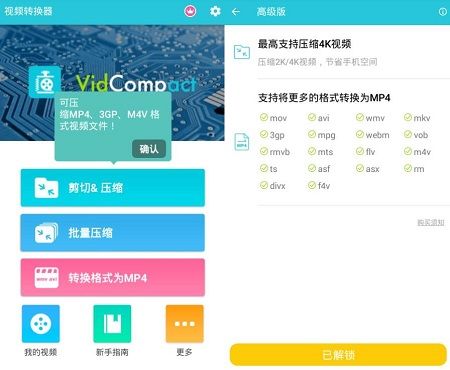 视频转换器
VidCompact
可压
缩MP4、3GP、M4V 格
式视频文件！
确认
剪切& 压缩
批量压缩
wmv avi
转换格式为MP4
我的视频
新手指南
更多
高级版
最高支持压缩4K视频
压缩2K/4K视频，节省手机空间
支持将更多的格式转换为MP4
MP4
mov avi wmv mkv
3gp mpg webm vob
rmvb mts flv m4v
ts asf asx rm
divx f4v
购买须知
已解锁